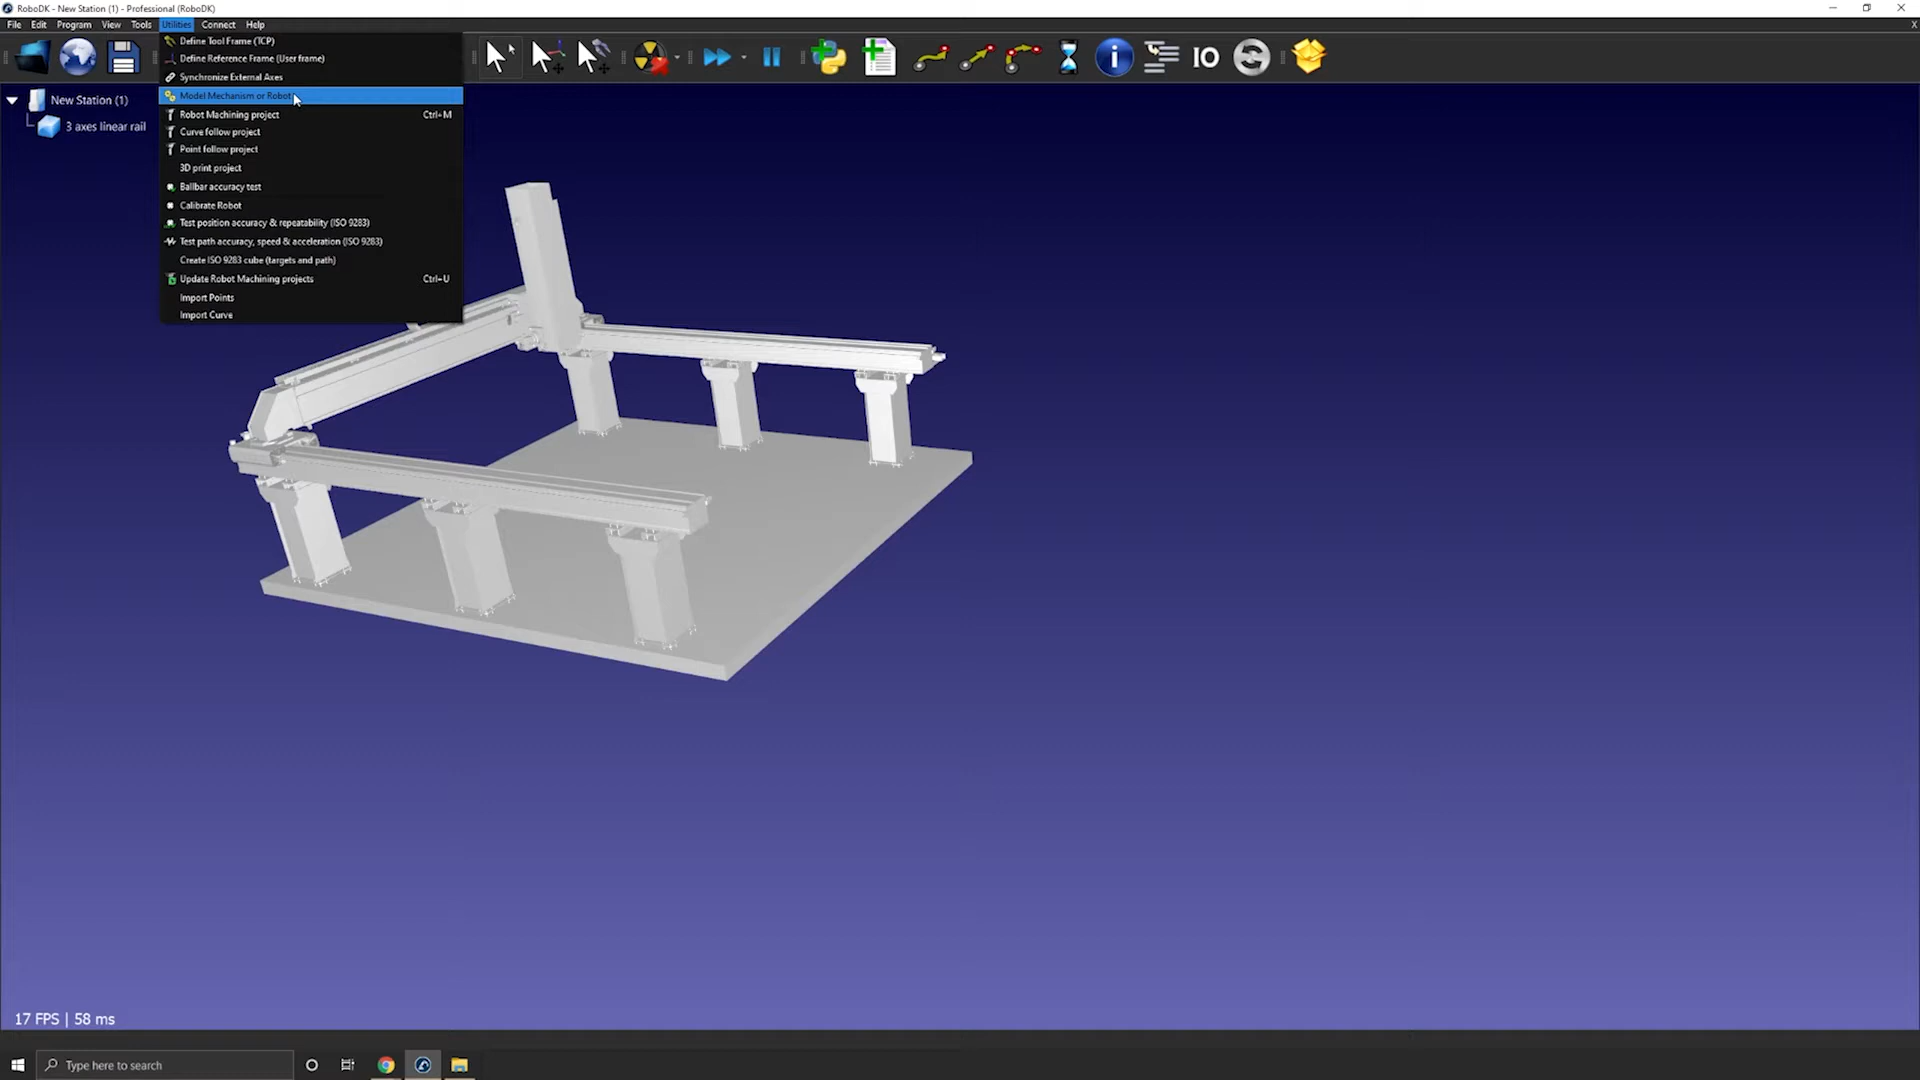 RoboDK - New Station (1) - Professional (RoboDK)
File Edit Program View Tools Utilities Connect Help
X
Define Tool Frame (TCP)
Define Reference Frame (User frame)
Synchronize External Axes
Model Mechanism or Robot
Robot Machining project Ctrl+M
Curve follow project
Point follow project
3D print project
Ballbar accuracy test
Calibrate Robot
Test position accuracy & repeatability (ISO 9283)
Test path accuracy, speed & acceleration (ISO 9283)
Create ISO 9283 cube (targets and path)
Update Robot Machining projects Ctrl+U
Import Points
Import Curve
IO
New Station (1)
3 axes linear rail
17 FPS | 58 ms
Type here to search